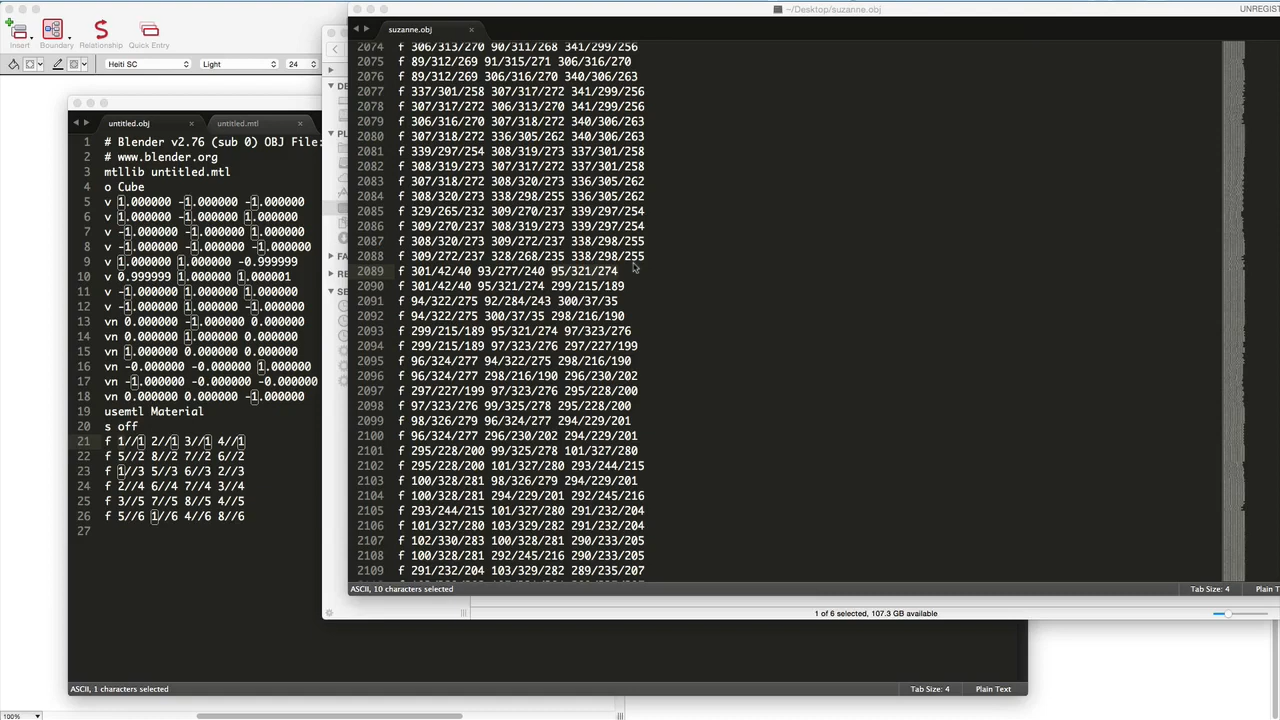 ~/Desktop/suzanne.obj
UNREGIST
Insert
Boundary
Relationship
Quick Entry
Heiti SC
Light
24
suzanne.obj
2074 f 306/313/270 90/311/268 341/299/256
2075 f 89/312/269 91/315/271 306/316/270
2076 f 89/312/269 306/316/270 340/306/263
2077 f 337/301/258 307/317/272 341/299/256
2078 f 307/317/272 306/313/270 341/299/256
2079 f 306/316/270 307/318/272 340/306/263
2080 f 307/318/272 336/305/262 340/306/263
2081 f 339/297/254 308/319/273 337/301/258
2082 f 308/319/273 307/317/272 337/301/258
2083 f 307/318/272 308/320/273 336/305/262
2084 f 308/320/273 338/298/255 336/305/262
2085 f 329/265/232 309/270/237 339/297/254
2086 f 309/270/237 308/319/273 339/297/254
2087 f 308/320/273 309/272/237 338/298/255
2088 f 309/272/237 328/268/235 338/298/255
2089 f 301/42/40 93/277/240 95/321/274
2090 f 301/42/40 95/321/274 299/215/189
2091 f 94/322/275 92/284/243 300/37/35
2092 f 94/322/275 300/37/35 298/216/190
2093 f 299/215/189 95/321/274 97/323/276
2094 f 299/215/189 97/323/276 297/227/199
2095 f 96/324/277 94/322/275 298/216/190
2096 f 96/324/277 298/216/190 296/230/202
2097 f 297/227/199 97/323/276 295/228/200
2098 f 97/323/276 99/325/278 295/228/200
2099 f 98/326/279 96/324/277 294/229/201
2100 f 96/324/277 296/230/202 294/229/201
2101 f 295/228/200 99/325/278 101/327/280
2102 f 295/228/200 101/327/280 293/244/215
2103 f 100/328/281 98/326/279 294/229/201
2104 f 100/328/281 294/229/201 292/245/216
2105 f 293/244/215 101/327/280 291/232/204
2106 f 101/327/280 103/329/282 291/232/204
2107 f 102/330/283 100/328/281 290/233/205
2108 f 100/328/281 292/245/216 290/233/205
2109 f 291/232/204 103/329/282 289/235/207
ASCII, 10 characters selected
Tab Size: 4
Plain T
1 of 6 selected, 107.3 GB available
DE
PL
FA
RE
SE
untitled.obj
untitled.mtl
1 # Blender v2.76 (sub 0) OBJ File:
2 # www.blender.org
3 mtllib untitled.mtl
4 o Cube
5 v 1.000000 -1.000000 -1.000000
6 v 1.000000 -1.000000 1.000000
7 v -1.000000 -1.000000 1.000000
8 v -1.000000 -1.000000 -1.000000
9 v 1.000000 1.000000 -0.999999
10 v 0.999999 1.000000 1.000001
11 v -1.000000 1.000000 1.000000
12 v -1.000000 1.000000 -1.000000
13 vn 0.000000 -1.000000 0.000000
14 vn 0.000000 1.000000 0.000000
15 vn 1.000000 0.000000 0.000000
16 vn -0.000000 -0.000000 1.000000
17 vn -1.000000 -0.000000 -0.000000
18 vn 0.000000 0.000000 -1.000000
19 usemtl Material
20 s off
21 f 1//1 2//1 3//1 4//1
22 f 5//2 8//2 7//2 6//2
23 f 1//3 5//3 6//3 2//3
24 f 2//4 6//4 7//4 3//4
25 f 3//5 7//5 8//5 4//5
26 f 5//6 1//6 4//6 8//6
27
ASCII, 1 characters selected
Tab Size: 4
Plain Text
100%